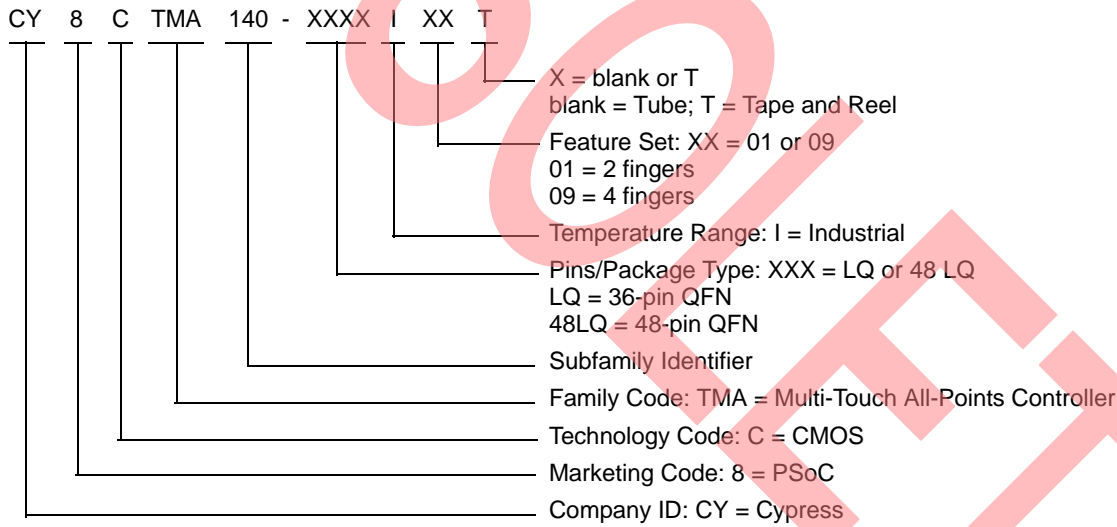 CY 8 C TMA 140 - XXXX I XX T
X = blank or T
blank = Tube; T = Tape and Reel
Feature Set: XX = 01 or 09
01 = 2 fingers
09 = 4 fingers
Temperature Range: I = Industrial
Pins/Package Type: XXX = LQ or 48 LQ
LQ = 36-pin QFN
48LQ = 48-pin QFN
Subfamily Identifier
Family Code: TMA = Multi-Touch All-Points Controller
Technology Code: C = CMOS
Marketing Code: 8 = PSoC
Company ID: CY = Cypress